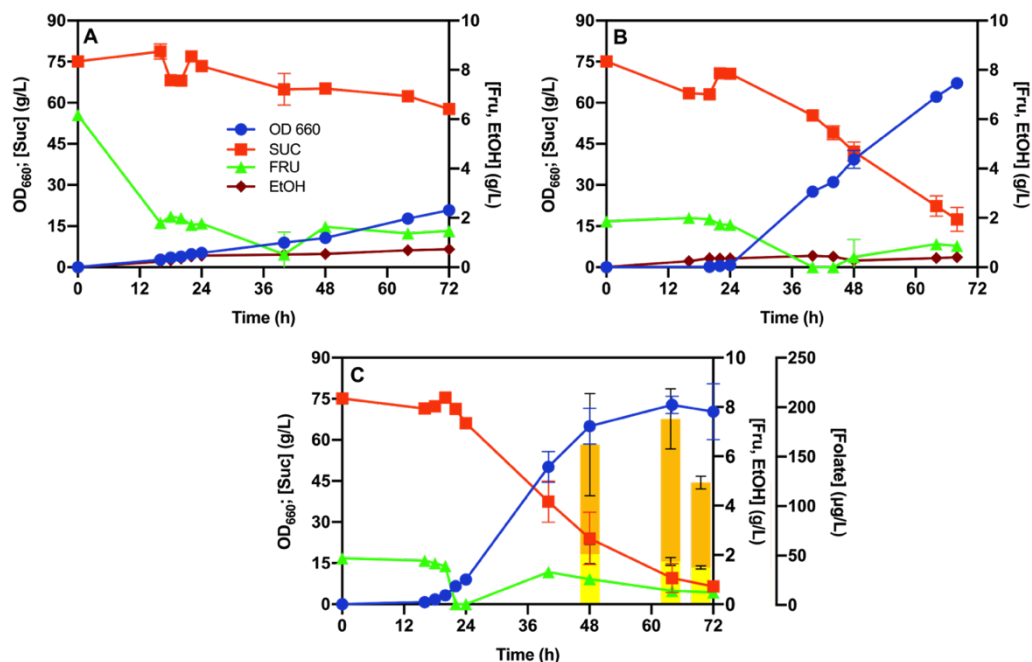 A
OD660; [Suc] (g/L)
90
75
60
45
30
15
0
OD 660
SUC
FRU
EtOH
10
8
6
4
2
0
[Fru, EtOH] (g/L)
0 12 24 36 48 60 72
Time (h)
B
OD660; [Suc] (g/L)
90
75
60
45
30
15
0
10
8
6
4
2
0
[Fru, EtOH] (g/L)
0 12 24 36 48 60 72
Time (h)
C
OD660; [Suc] (g/L)
90
75
60
45
30
15
0
10
8
6
4
2
0
[Fru, EtOH] (g/L)
250
200
150
100
50
0
[Folate] (µg/L)
0 12 24 36 48 60 72
Time (h)